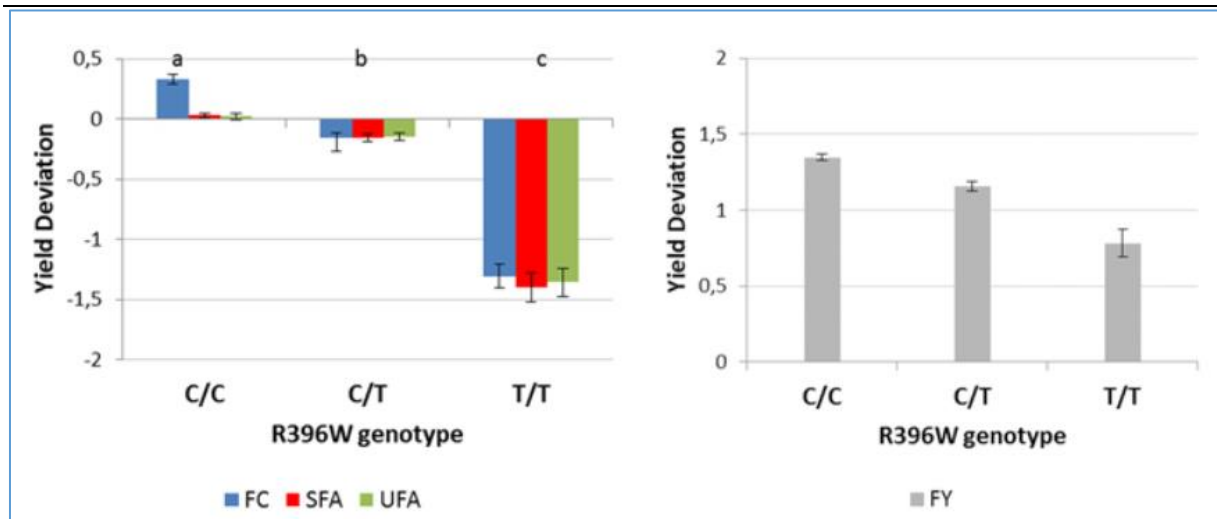 0,5
0
-0,5
-1
-1,5
-2
Yield Deviation
a b c
C/C C/T T/T
R396W genotype
FC SFA UFA
2
1,5
1
0,5
0
Yield Deviation
C/C C/T T/T
R396W genotype
FY